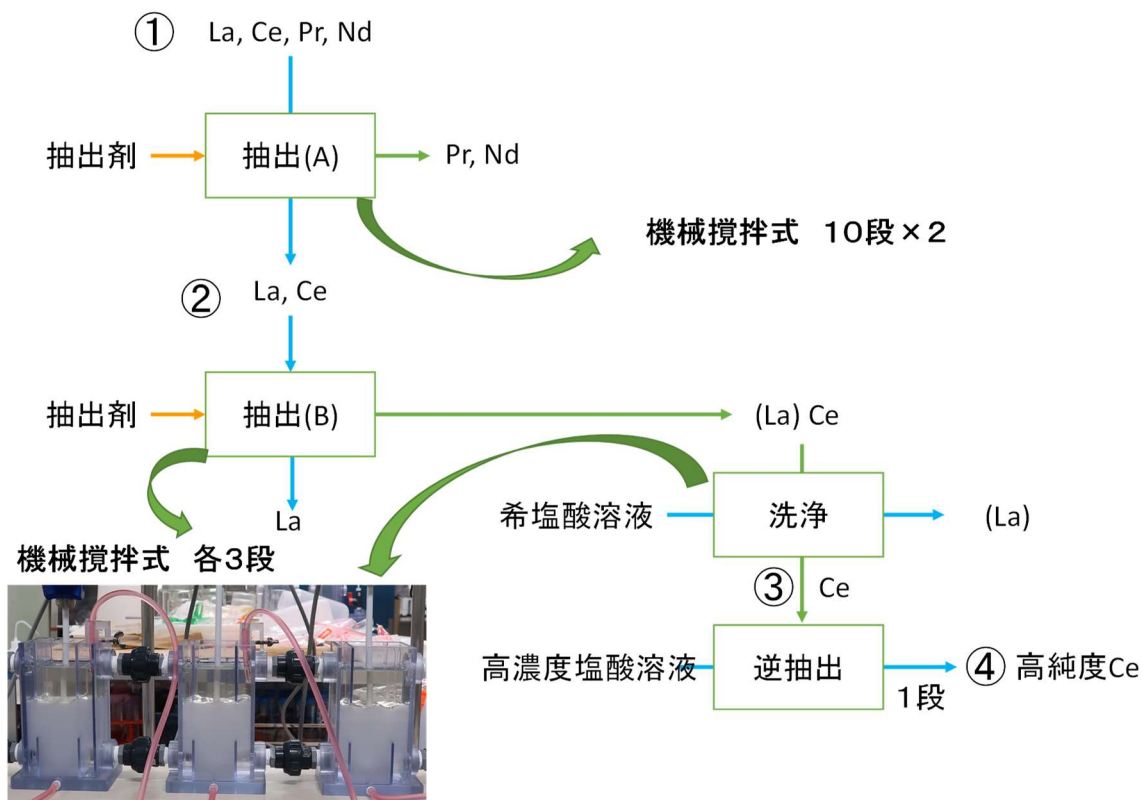 ① La, Ce, Pr, Nd
抽出剤
抽出(A)
Pr, Nd
機械撹拌式 10段×2
② La, Ce
抽出剤
抽出(B)
(La) Ce
La
希塩酸溶液
洗浄
(La)
機械撹拌式 各3段
③ Ce
高濃度塩酸溶液
逆抽出
④ 高純度Ce
1段